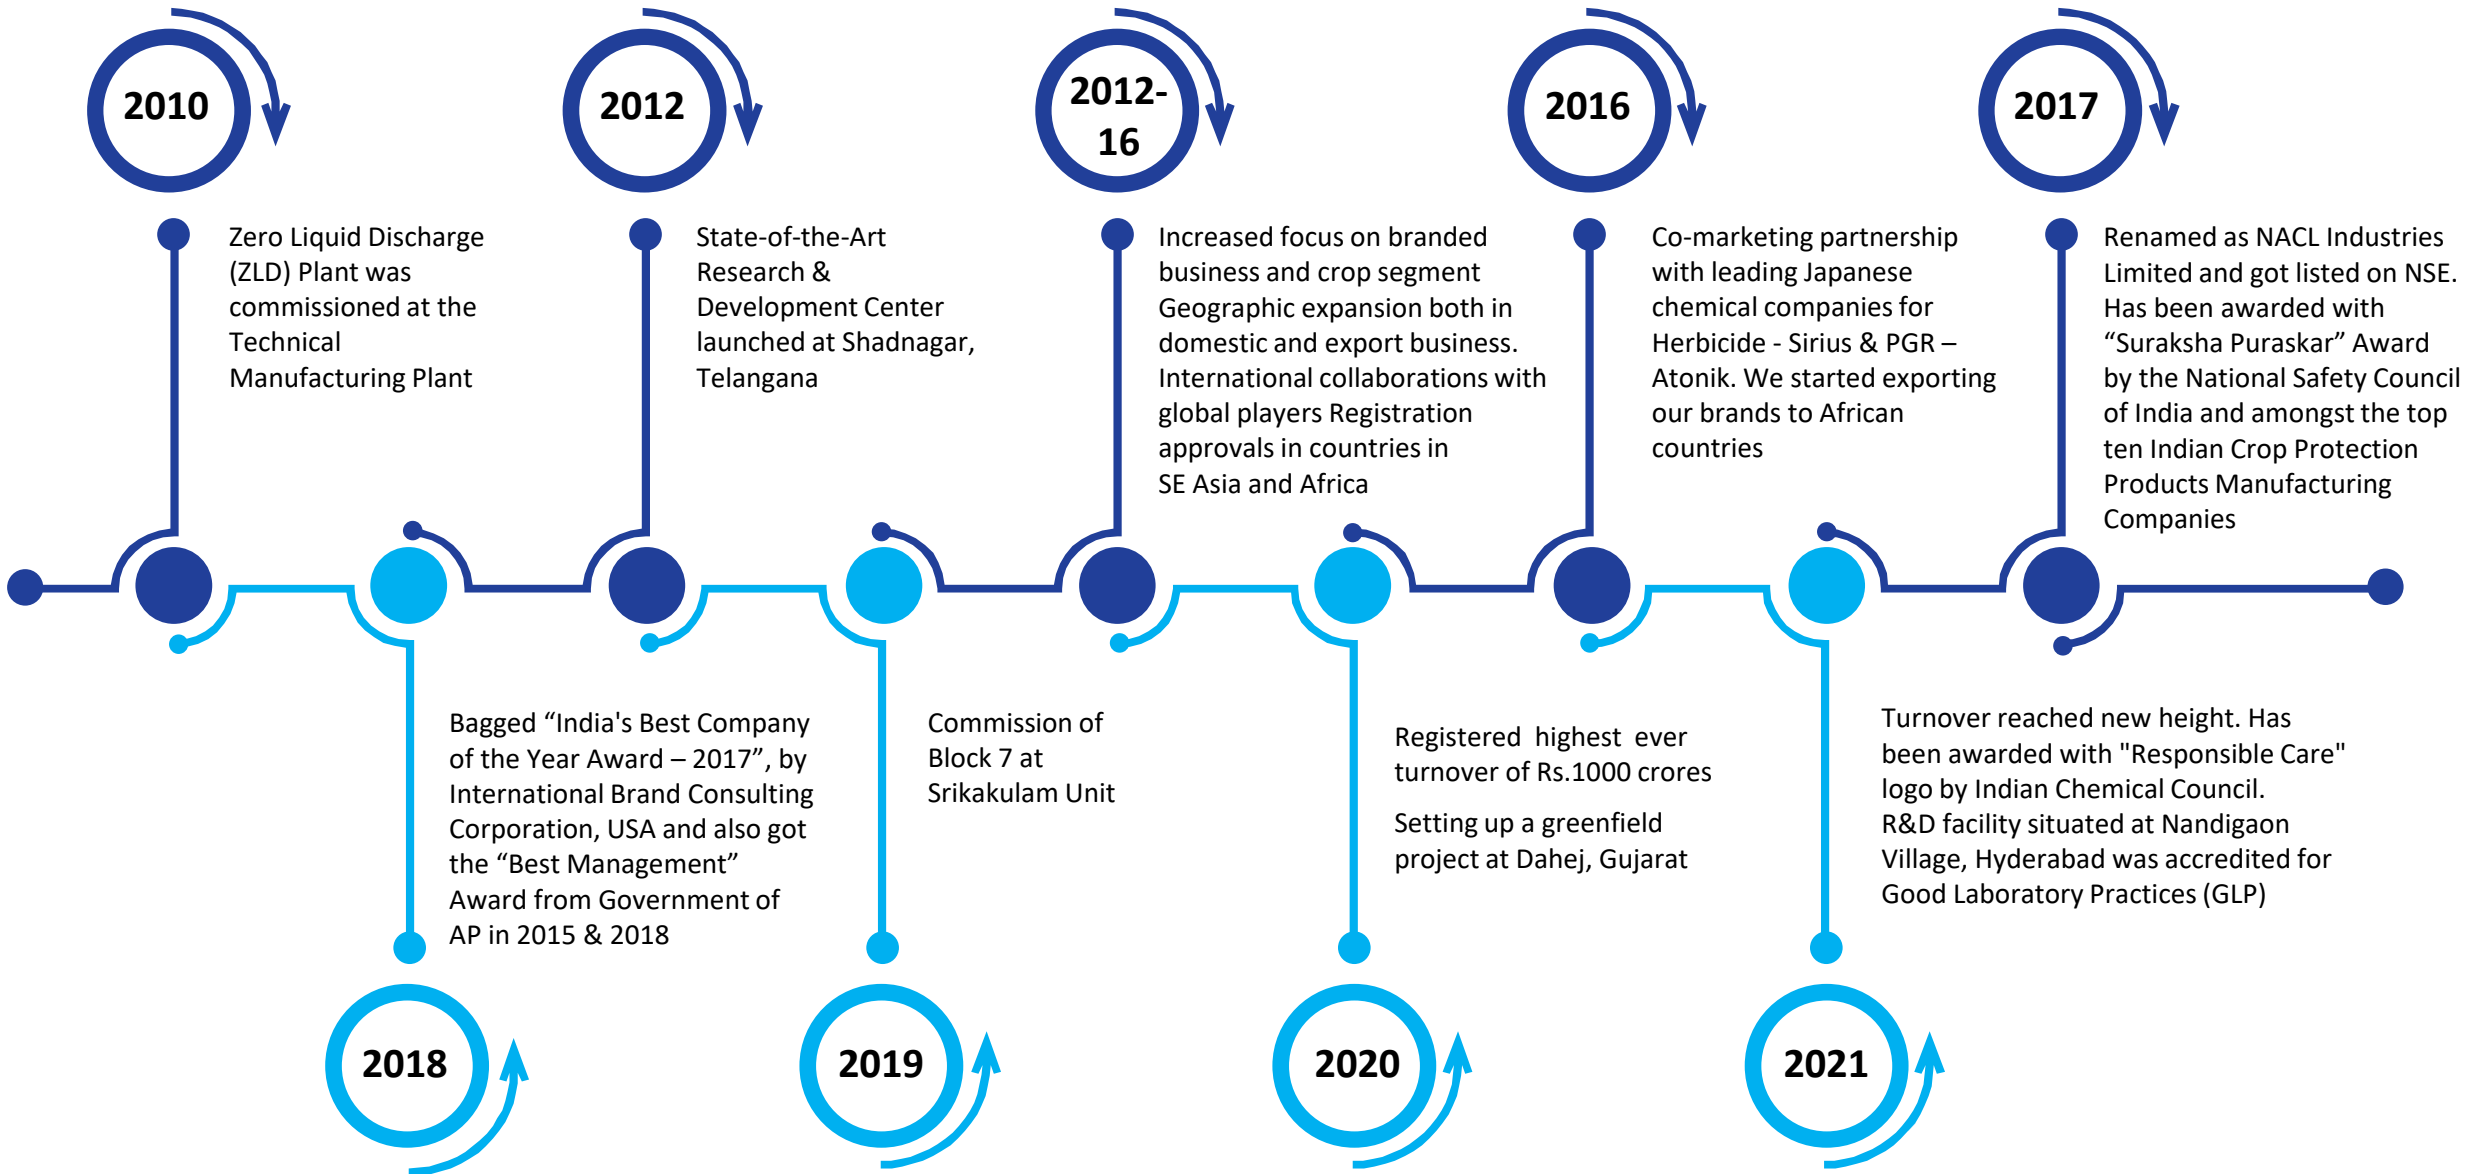 2010
Zero Liquid Discharge
(ZLD) Plant was
commissioned at the
Technical
Manufacturing Plant
2012
State-of-the-Art
Research &
Development Center
launched at Shadnagar,
Telangana
2012-
16
Increased focus on branded
business and crop segment
Geographic expansion both in
domestic and export business.
International collaborations with
global players Registration
approvals in countries in
SE Asia and Africa
2016
Co-marketing partnership
with leading Japanese
chemical companies for
Herbicide - Sirius & PGR –
Atonik. We started exporting
our brands to African
countries
2017
Renamed as NACL Industries
Limited and got listed on NSE.
Has been awarded with
“Suraksha Puraskar” Award
by the National Safety Council
of India and amongst the top
ten Indian Crop Protection
Products Manufacturing
Companies
Bagged “India's Best Company
of the Year Award – 2017”, by
International Brand Consulting
Corporation, USA and also got
the “Best Management”
Award from Government of
AP in 2015 & 2018
2018
Commission of
Block 7 at
Srikakulam Unit
2019
Registered highest ever
turnover of Rs.1000 crores
Setting up a greenfield
project at Dahej, Gujarat
2020
Turnover reached new height. Has
been awarded with "Responsible Care"
logo by Indian Chemical Council.
R&D facility situated at Nandigaon
Village, Hyderabad was accredited for
Good Laboratory Practices (GLP)
2021